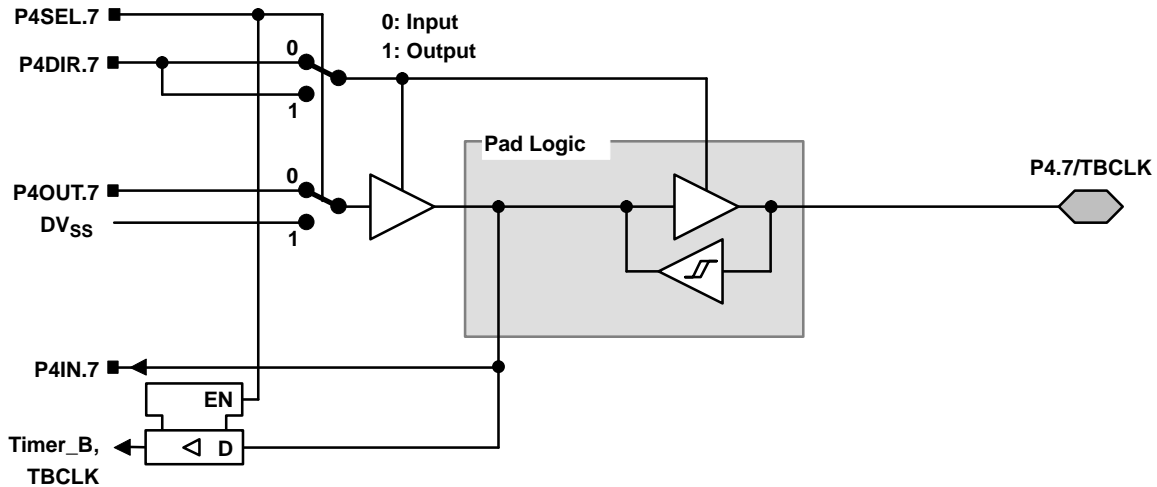 P4SEL.7
0: Input
1: Output
0
P4DIR.7
1
Pad Logic
P4.7/TBCLK
0
P4OUT.7
DVSS
1
P4IN.7
EN
Timer_B,
D
TBCLK